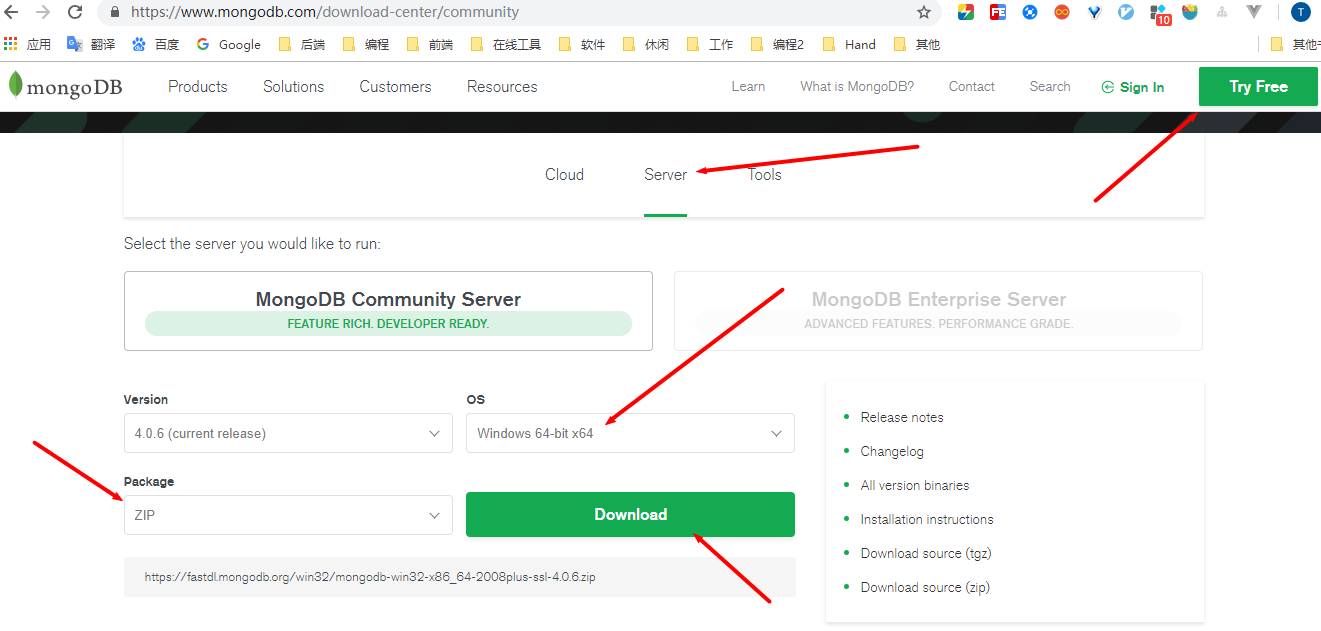 https://www.mongodb.com/download-center/community
10
T
应用 翻译 百度 Google 后端 编程 前端 在线工具 软件 休闲 工作 编程2 Hand 其他
mongoDB Products Solutions Customers Resources Learn What is MongoDB? Contact Search Sign In Try Free
Cloud Server Tools
Select the server you would like to run:
MongoDB Community Server
FEATURE RICH. DEVELOPER READY.
MongoDB Enterprise Server
ADVANCED FEATURES. PERFORMANCE GRADE.
Version
4.0.6 (current release)
OS
Windows 64-bit x64
Package
ZIP
Download
https://fastdl.mongodb.org/win32/mongodb-win32-x86_64-2008plus-ssl-4.0.6.zip
Release notes
Changelog
All version binaries
Installation instructions
Download source (tgz)
Download source (zip)